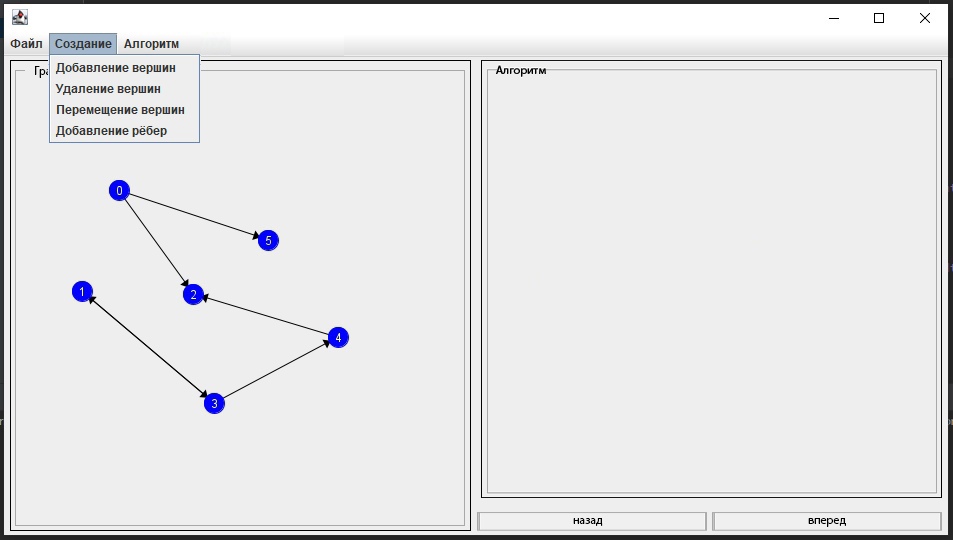 Файл Создание Алгоритм
Добавление вершин
Удаление вершин
Перемещение вершин
Добавление рёбер
Гра
Алгоритм
0
5
1
2
4
3
назад вперед